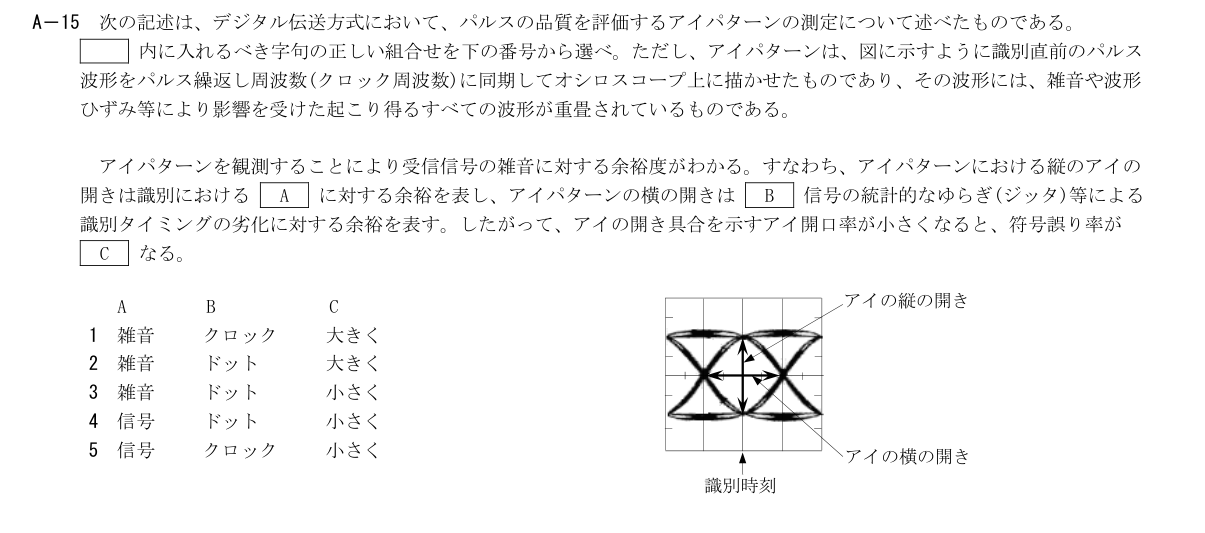 A－15 次の記述は、デジタル伝送方式において、パルスの品質を評価するアイパターンの測定について述べたものである。
内に入れるべき字句の正しい組合せを下の番号から選べ。ただし、アイパターンは、図に示すように識別直前のパルス
波形をパルス繰返し周波数(クロック周波数)に同期してオシロスコープ上に描かせたものであり、その波形には、雑音や波形
ひずみ等により影響を受けた起こり得るすべての波形が重畳されているものである。
アイパターンを観測することにより受信信号の雑音に対する余裕度がわかる。すなわち、アイパターンにおける縦のアイの
開きは識別における A に対する余裕を表し、アイパターンの横の開きは B 信号の統計的なゆらぎ(ジッタ)等による
識別タイミングの劣化に対する余裕を表す。したがって、アイの開き具合を示すアイ開口率が小さくなると、符号誤り率が
C なる。
A B C
1 雑音 クロック 大きく
2 雑音 ドット 大きく
3 雑音 ドット 小さく
4 信号 ドット 小さく
5 信号 クロック 小さく
アイの縦の開き
アイの横の開き
識別時刻